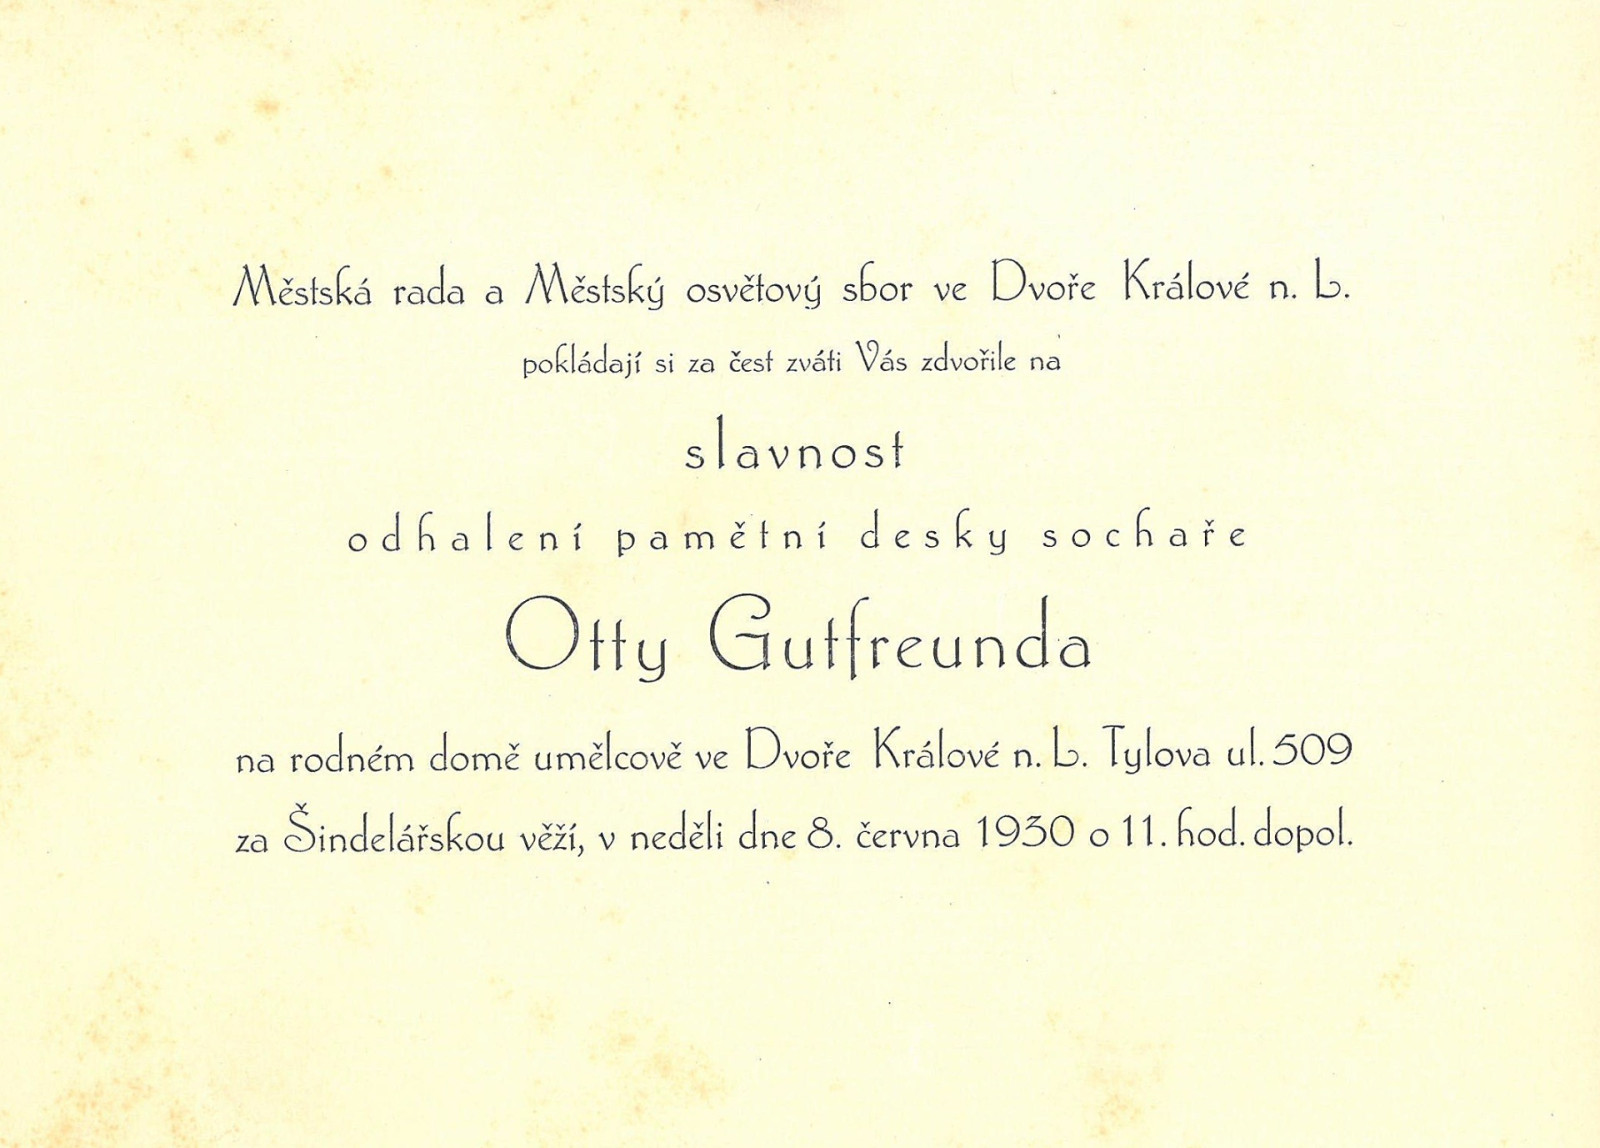 Městská rada a Městský osvětový sbor ve Dvoře Králové n. L.
pokládají si za čest zváti Vás zdvořile na
slavnost
odhalení pamětní desky sochaře
Otty Gutfreunda
na rodném domě umělcově ve Dvoře Králové n. L. Tylova ul. 509
za Šindelářskou věží, v neděli dne 8. června 1930 o 11. hod. dopol.